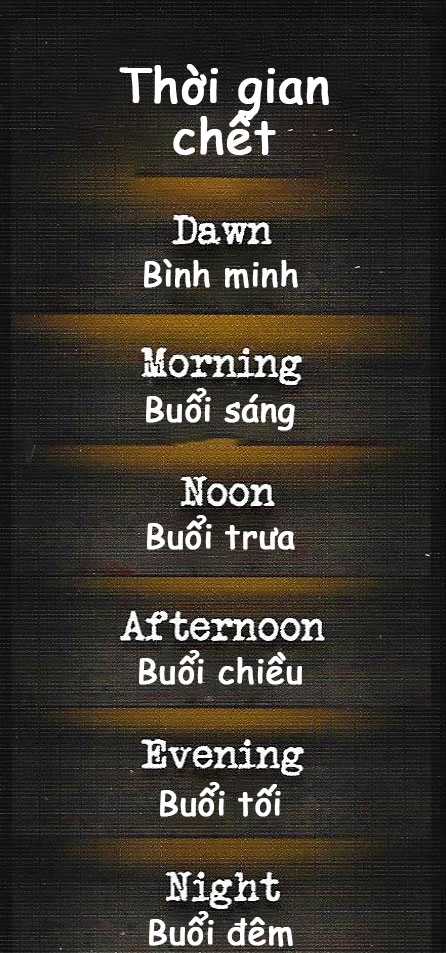 Thời gian
chết
Dawn
Bình minh
Morning
Buổi sáng
Noon
Buổi trưa
Afternoon
Buổi chiều
Evening
Buổi tối
Night
Buổi đêm